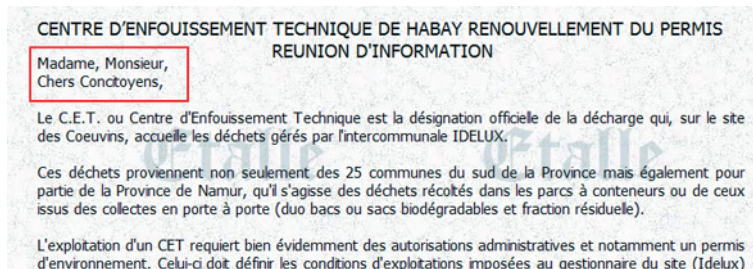 CENTRE D'ENFOUISSEMENT TECHNIQUE DE HABAY RENOUVELLEMENT DU PERMIS
REUNION D'INFORMATION
Madame, Monsieur,
Chers Concitoyens,
Le C.E.T. ou Centre d'Enfouissement Technique est la désignation officielle de la décharge qui, sur le site
des Coeuvins, accueille les déchets gérés par l'intercommunale IDELUX.
Etalle Etalle
Ces déchets proviennent non seulement des 25 communes du sud de la Province mais également pour
partie de la Province de Namur, qu'il s'agisse des déchets récoltés dans les parcs à conteneurs ou de ceux
issus des collectes en porte à porte (duo bacs ou sacs biodégradables et fraction résiduelle).
L'exploitation d'un CET requiert bien évidemment des autorisations administratives et notamment un permis
d'environnement. Celui-ci doit définir les conditions d'exploitations imposées au gestionnaire du site (Idelux)